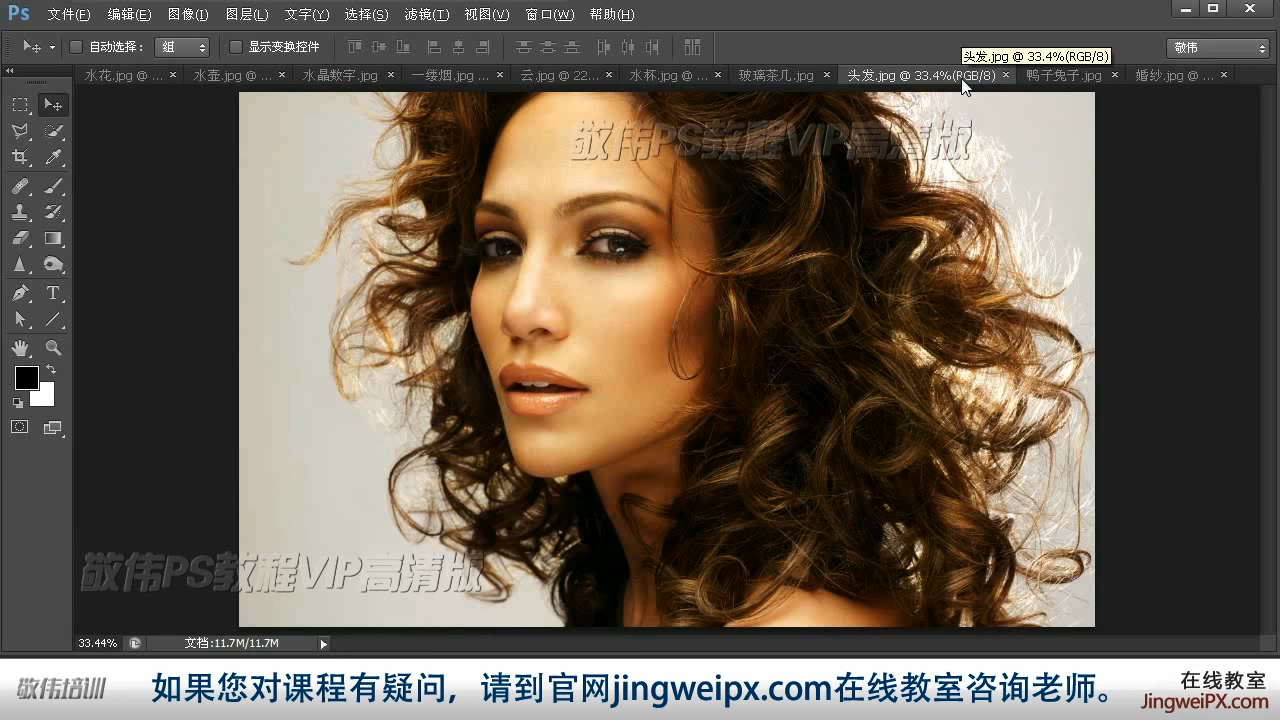 Ps 文件(F) 编辑(E) 图像(I) 图层(L) 文字(Y) 选择(S) 滤镜(T) 视图(V) 窗口(W) 帮助(H)
自动选择: 组 显示变换控件 敬伟
头发.jpg @ 33.4%(RGB/8)
水花.jpg @ ... 水壶.jpg @ ... 水晶数字.jpg 一缕烟.jpg ... 云.jpg @ 22... 水杯.jpg @ ... 玻璃茶几.jpg 头发.jpg @ 33.4%(RGB/8) 鸭子兔子.jpg 婚纱.jpg @ ...
敬伟PS教程VIP高清版
敬伟PS教程VIP高清版
33.44% 文档:11.7M/11.7M
敬伟培训 如果您对课程有疑问，请到官网jingweipx.com在线教室咨询老师。 在线教室
JingweiPX.com